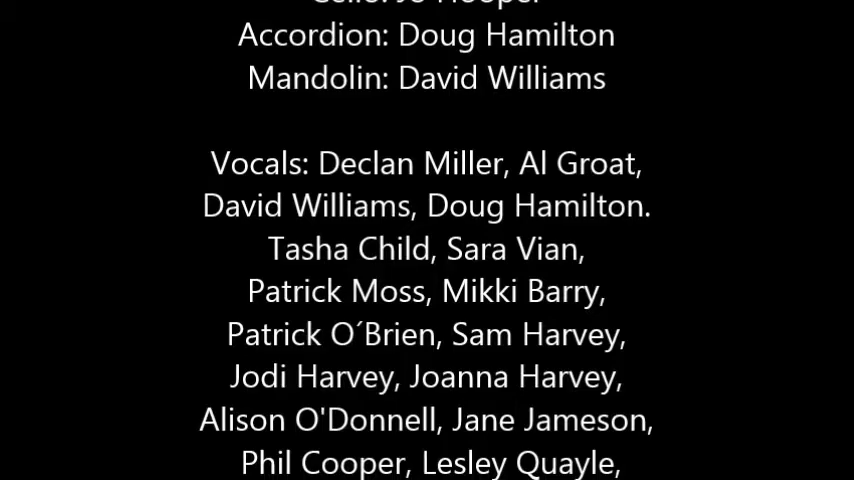 Accordion: Doug Hamilton
Mandolin: David Williams
Vocals: Declan Miller, Al Groat,
David Williams, Doug Hamilton.
Tasha Child, Sara Vian,
Patrick Moss, Mikki Barry,
Patrick O´Brien, Sam Harvey,
Jodi Harvey, Joanna Harvey,
Alison O'Donnell, Jane Jameson,
Phil Cooper, Lesley Quayle,